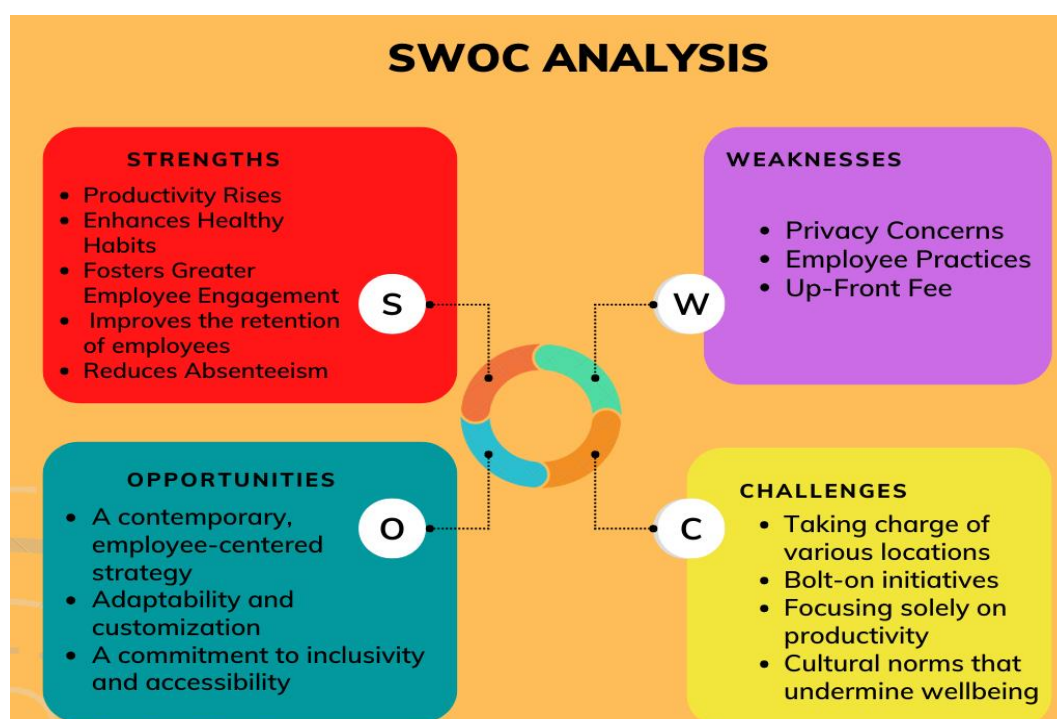 SWOC ANALYSIS
STRENGTHS
• Productivity Rises
• Enhances Healthy
Habits
• Fosters Greater
Employee Engagement
• Improves the retention
of employees
• Reduces Absenteeism
S
WEAKNESSES
• Privacy Concerns
• Employee Practices
• Up-Front Fee
W
OPPORTUNITIES
• A contemporary,
employee-centered
strategy
• Adaptability and
customization
• A commitment to inclusivity
and accessibility
O
CHALLENGES
• Taking charge of
various locations
• Bolt-on initiatives
• Focusing solely on
productivity
• Cultural norms that
undermine wellbeing
C